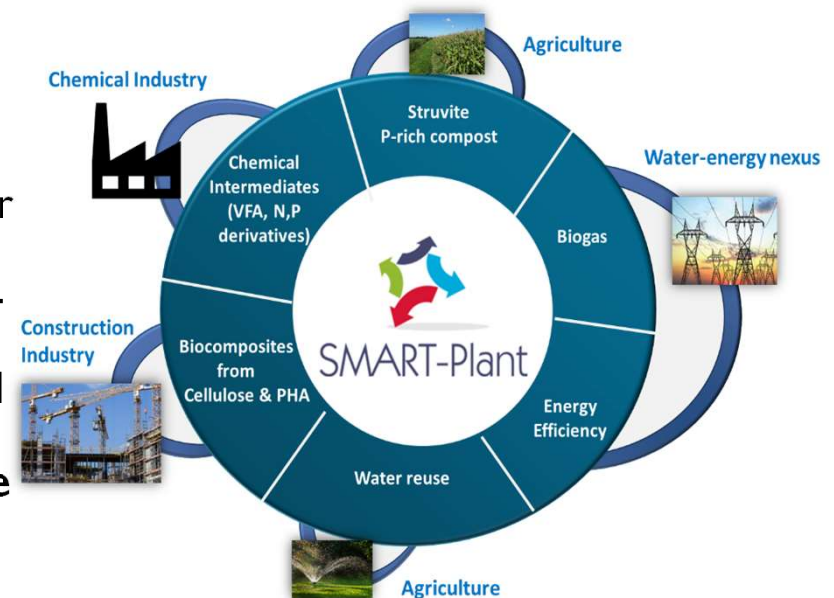 Agriculture
Chemical Industry
Struvite
P-rich compost
Water-energy nexus
Chemical
Intermediates
(VFA, N,P
derivatives)
Biogas
r
Construction
Industry
Biocomposites
from
Cellulose & PHA
SMART-Plant
Energy
Efficiency
e
Water reuse
Agriculture